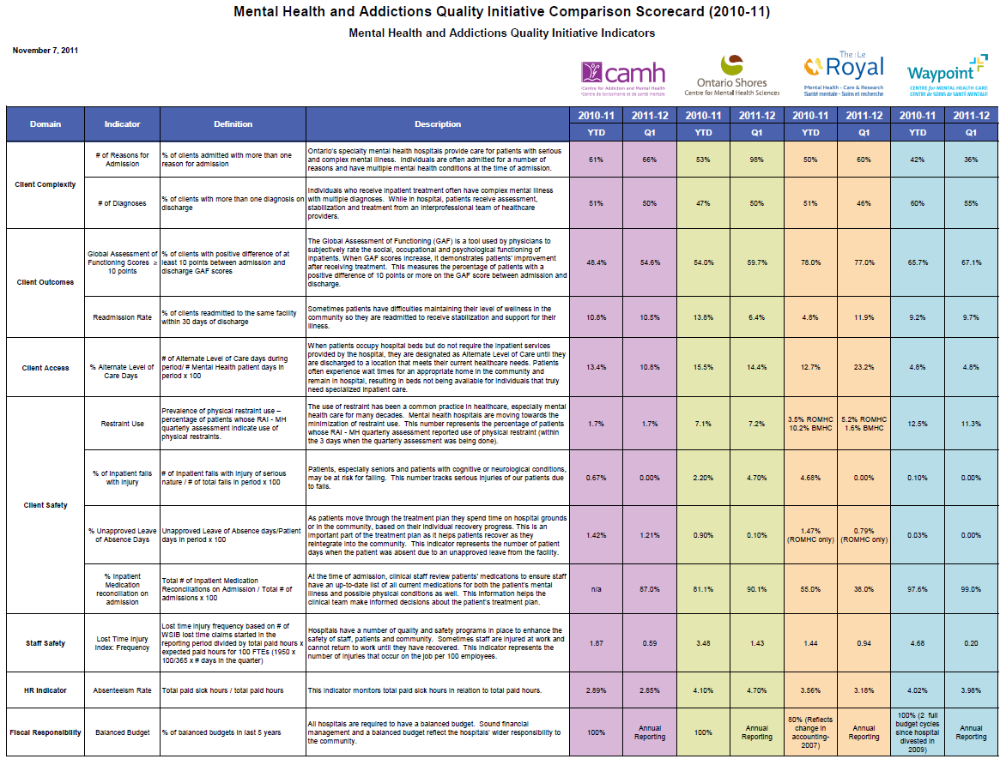 Mental Health and Addictions Quality Initiative Comparison Scorecard (2010-11)
Mental Health and Addictions Quality Initiative Indicators
November 7, 2011
camh
Centre for Addiction and Mental Health
Centre de toxicomanie et de santé mentale
Ontario Shores
Centre for Mental Health Sciences
The | Le
Royal
Mental Health - Care & Research
Santé mentale - Soins et recherche
Waypoint
CENTRE for MENTAL HEALTH CARE
CENTRE de SOINS de SANTÉ MENTALE
Domain
Indicator
Definition
Description
2010-11
2011-12
2010-11
2011-12
2010-11
2011-12
2010-11
2011-12
YTD
Q1
YTD
Q1
YTD
Q1
YTD
Q1
Client Complexity
# of Reasons for
Admission
% of clients admitted with more than one
reason for admission
Ontario's specialty mental health hospitals provide care for patients with serious
and complex mental illness. Individuals are often admitted for a number of
reasons and have multiple mental health conditions at the time of admission.
61%
66%
53%
98%
50%
60%
42%
36%
# of Diagnoses
% of clients with more than one diagnosis on
discharge
Individuals who receive inpatient treatment often have complex mental illness
with multiple diagnoses. While in hospital, patients receive assessment,
stabilization and treatment from an interprofessional team of healthcare
providers.
51%
50%
47%
50%
51%
46%
60%
55%
Client Outcomes
Global Assessment of
Functioning Scores ≥
10 points
% of clients with positive difference of at
least 10 points between admission and
discharge GAF scores
The Global Assessment of Functioning (GAF) is a tool used by physicians to
subjectively rate the social, occupational and psychological functioning of
inpatients. When GAF scores increase, it demonstrates patients' improvement
after receiving treatment. This measures the percentage of patients with a
positive difference of 10 points or more on the GAF score between admission and
discharge.
48.4%
54.6%
54.0%
59.7%
78.0%
77.0%
65.7%
67.1%
Readmission Rate
% of clients readmitted to the same facility
within 30 days of discharge
Sometimes patients have difficulties maintaining their level of wellness in the
community so they are readmitted to receive stabilization and support for their
illness.
10.8%
10.5%
13.8%
6.4%
4.8%
11.9%
9.2%
9.7%
Client Access
% Alternate Level of
Care Days
# of Alternate Level of Care days during
period/ # Mental Health patient days in
period x 100
When patients occupy hospital beds but do not require the inpatient services
provided by the hospital, they are designated as Alternate Level of Care until they
are discharged to a location that meets their current healthcare needs. Patients
often experience wait times for an appropriate home in the community and
remain in hospital, resulting in beds not being available for individuals that truly
need specialized inpatient care.
13.4%
10.8%
15.5%
14.4%
12.7%
23.2%
4.8%
4.8%
Client Safety
Restraint Use
Prevalence of physical restraint use –
percentage of patients whose RAI - MH
quarterly assessment indicate use of
physical restraints.
The use of restraint has been a common practice in healthcare, especially mental
health care for many decades. Mental health hospitals are moving towards the
minimization of restraint use. This number represents the percentage of patients
whose RAI - MH quarterly assessment reported use of physical restraint (within
the 3 days when the quarterly assessment was being done).
1.7%
1.7%
7.1%
7.2%
3.5% ROMHC
10.2% BMHC
5.2% ROMHC
1.6% BMHC
12.5%
11.3%
% of Inpatient falls
with injury
# of Inpatient falls with injury of serious
nature / # of total falls in period x 100
Patients, especially seniors and patients with cognitive or neurological conditions,
may be at risk for falling. This number tracks serious injuries of our patients due
to falls.
0.67%
0.00%
2.20%
4.70%
4.68%
0.00%
0.10%
0.00%
% Unapproved Leave
of Absence Days
Unapproved Leave of Absence days/Patient
days in period x 100
As patients move through the treatment plan they spend time on hospital grounds
or in the community, based on their individual recovery progress. This is an
important part of the treatment plan as it helps patients recover as they
reintegrate into the community. This indicator represents the number of patient
days when the patient was absent due to an unapproved leave from the facility.
1.42%
1.21%
0.90%
0.10%
1.47%
(ROMHC only)
0.79%
(ROMHC only)
0.03%
0.00%
% Inpatient
Medication
reconciliation on
admission
Total # of Inpatient Medication
Reconciliations on Admission / Total # of
admissions x 100
At the time of admission, clinical staff review patients' medications to ensure staff
have an up-to-date list of all current medications for both the patient's mental
illness and possible physical conditions as well. This information helps the
clinical team make informed decisions about the patient's treatment plan.
n/a
87.0%
81.1%
90.1%
55.0%
38.0%
97.6%
99.0%
Staff Safety
Lost Time Injury
Index: Frequency
Lost time injury frequency based on # of
WSIB lost time claims started in the
reporting period divided by total paid hours x
expected paid hours for 100 FTEs (1950 x
100/365 x # days in the quarter)
Hospitals have a number of quality and safety programs in place to enhance the
safety of staff, patients and community. Sometimes staff are injured at work and
cannot return to work until they have recovered. This indicator represents the
number of injuries that occur on the job per 100 employees.
1.87
0.59
3.48
1.43
1.44
0.94
4.68
0.20
HR Indicator
Absenteeism Rate
Total paid sick hours / total paid hours
This indicator monitors total paid sick hours in relation to total paid hours.
2.89%
2.85%
4.10%
4.70%
3.56%
3.18%
4.02%
3.98%
Fiscal Responsibility
Balanced Budget
% of balanced budgets in last 5 years
All hospitals are required to have a balanced budget. Sound financial
management and a balanced budget reflect the hospitals' wider responsibility to
the community.
100%
Annual
Reporting
100%
Annual
Reporting
80% (Reflects
change in
accounting-
2007)
Annual
Reporting
100% (2 full
budget cycles
since hospital
divested in
2009)
Annual
Reporting